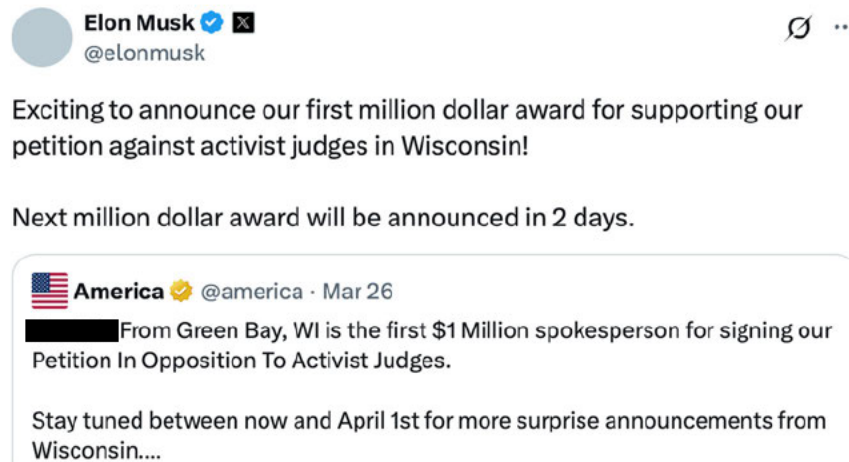 Elon Musk
@elonmusk
Exciting to announce our first million dollar award for supporting our
petition against activist judges in Wisconsin!
Next million dollar award will be announced in 2 days.
America @america · Mar 26
From Green Bay, WI is the first $1 Million spokesperson for signing our
Petition In Opposition To Activist Judges.
Stay tuned between now and April 1st for more surprise announcements from
Wisconsin....